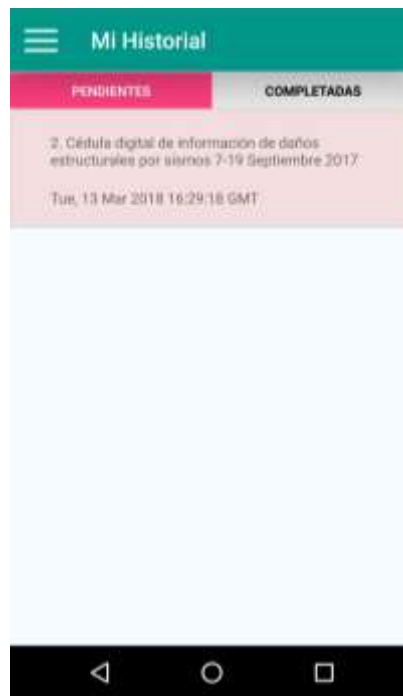 Mi Historial
PENDIENTES
COMPLETADAS
2. Cédula digital de información de daños
estructurales por sismos 7-19 Septiembre 2017
Tue, 13 Mar 2018 16:29:16 GMT